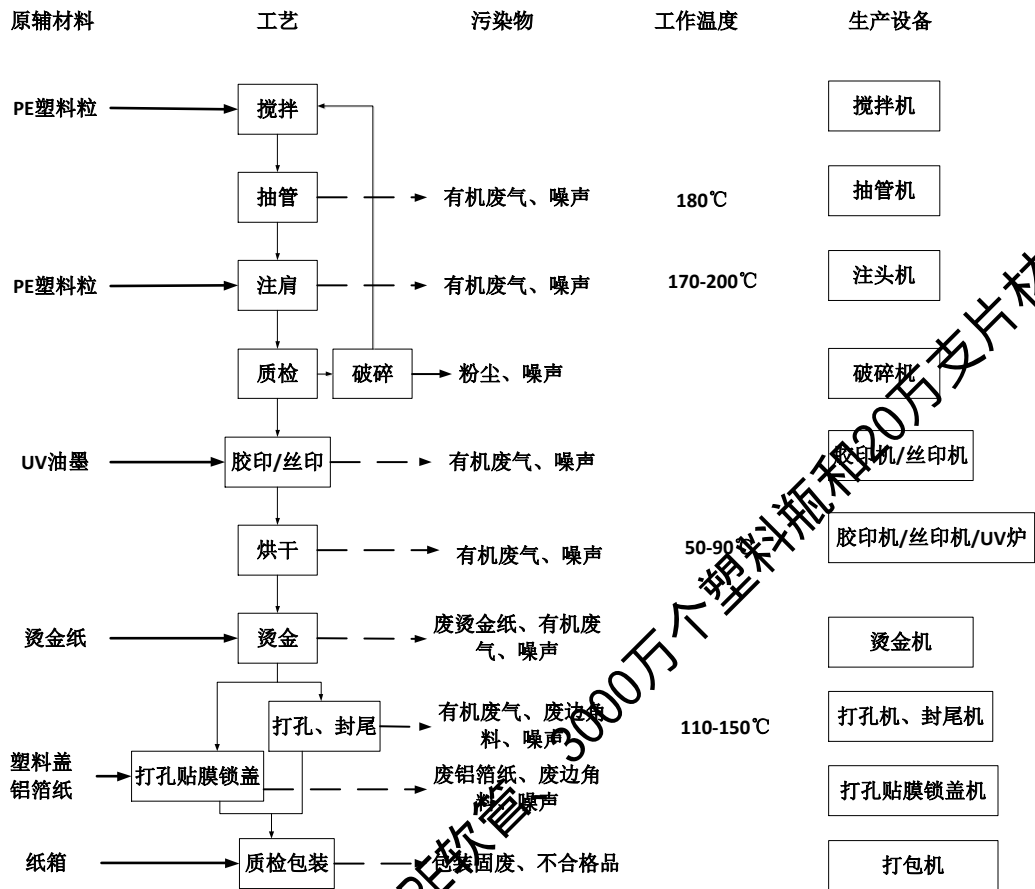 原辅材料 工艺 污染物 工作温度 生产设备
PE塑料粒 搅拌 搅拌机
抽管 有机废气、噪声 180℃ 抽管机
PE塑料粒 注肩 有机废气、噪声 170-200℃ 注头机
质检 破碎 粉尘、噪声 破碎机
UV油墨 胶印/丝印 有机废气、噪声 胶印机/丝印机
烘干 有机废气、噪声 50-90℃ 胶印机/丝印机/UV炉
烫金纸 烫金 废烫金纸、有机废
气、噪声 烫金机
打孔、封尾 有机废气、废边角
料、噪声 110-150℃ 打孔机、封尾机
塑料盖
铝箔纸 打孔贴膜锁盖 废铝箔纸、废边角
料、噪声 打孔贴膜锁盖机
纸箱 质检包装 包装固废、不合格品 打包机
PE软管、3000万个塑料瓶和20万支片材